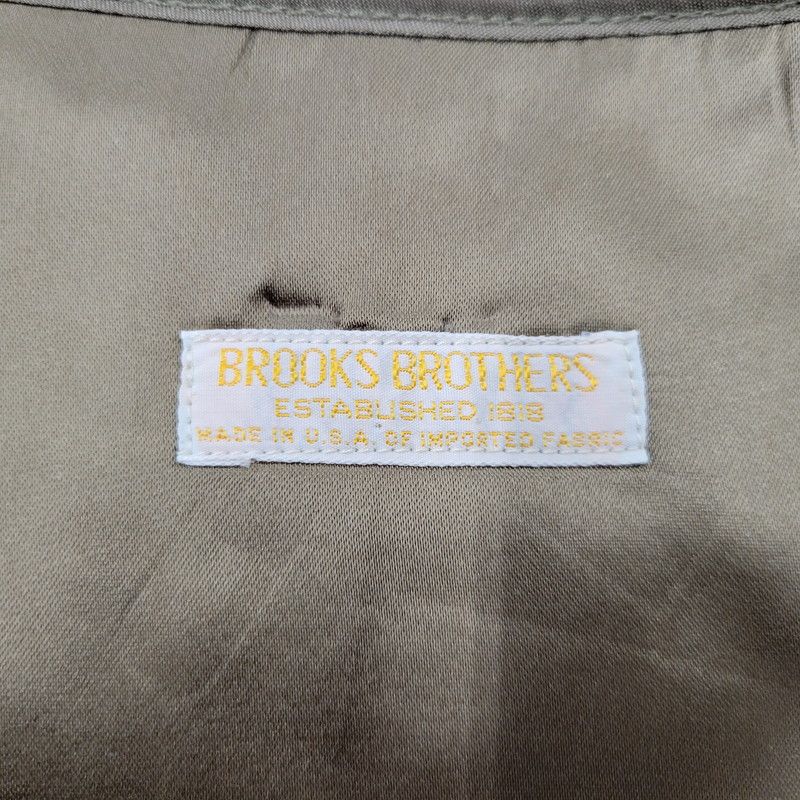 BROOKS BROTHERS
ESTABLISHED 1818
MADE IN U.S.A. OF IMPORTED FABRIC